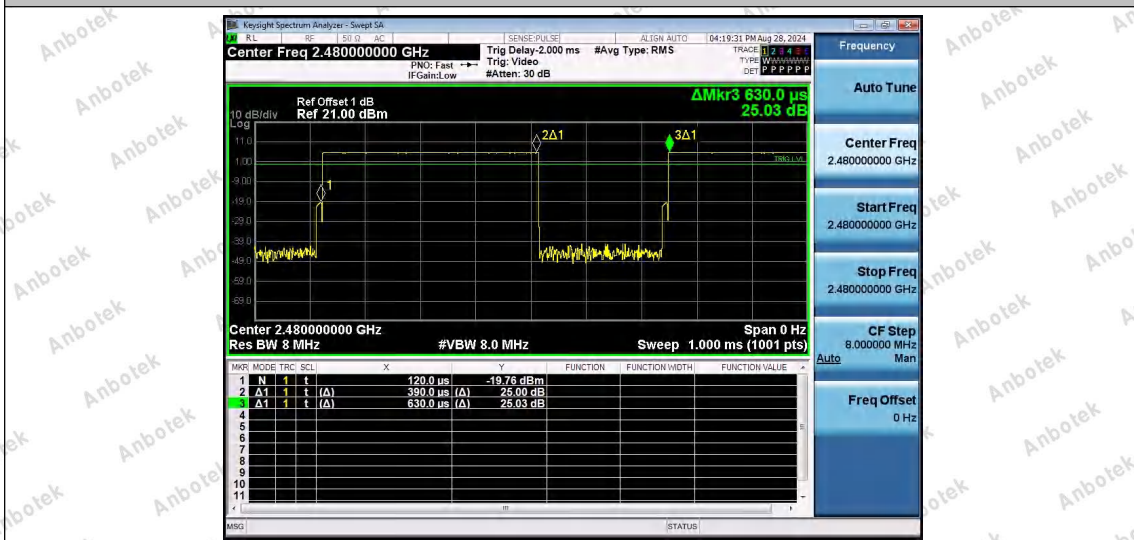 Keysight Spectrum Analyzer - Swept SA
RL RF 50 Ω AC SENSE:PULSE ALIGN AUTO 04:19:31 PM Aug 28, 2024
Center Freq 2.480000000 GHz
PNO: Fast
IFGain:Low
Trig Delay-2.000 ms
Trig: Video
#Atten: 30 dB
#Avg Type: RMS
TRACE 1 2 3 4 5 6
TYPE WWWWWW
DET P P P P P P
ΔMkr3 630.0 µs
25.03 dB
Ref Offset 1 dB
Ref 21.00 dBm
10 dB/div
Log
11.0
1.00
-9.00
-19.0
-29.0
-39.0
-49.0
-59.0
-69.0
1
2Δ1
3Δ1
TRIG LVL
Center 2.480000000 GHz Span 0 Hz
Res BW 8 MHz #VBW 8.0 MHz Sweep 1.000 ms (1001 pts)
MKR MODE TRC SCL X Y FUNCTION FUNCTION WIDTH FUNCTION VALUE
1 N 1 t 120.0 µs -19.76 dBm
2 Δ1 1 t (Δ) 390.0 µs (Δ) 25.00 dB
3 Δ1 1 t (Δ) 630.0 µs (Δ) 25.03 dB
4
5
6
7
8
9
10
11
MSG STATUS
Frequency
Auto Tune
Center Freq
2.480000000 GHz
Start Freq
2.480000000 GHz
Stop Freq
2.480000000 GHz
CF Step
8.000000 MHz
Auto Man
Freq Offset
0 Hz
Anbotek